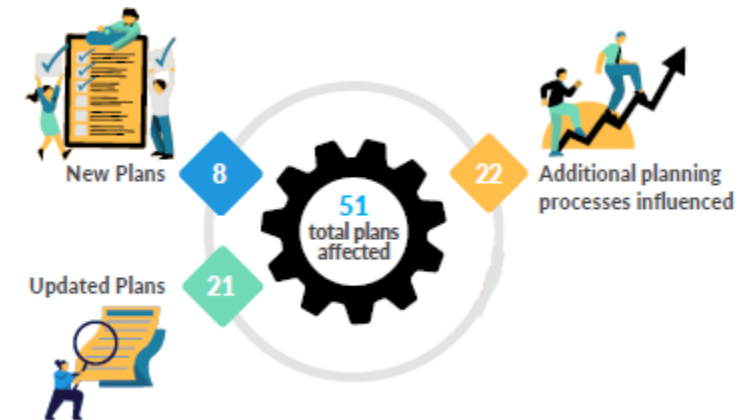 New Plans
8
22
Additional planning
processes influenced
51
total plans
affected
Updated Plans
21